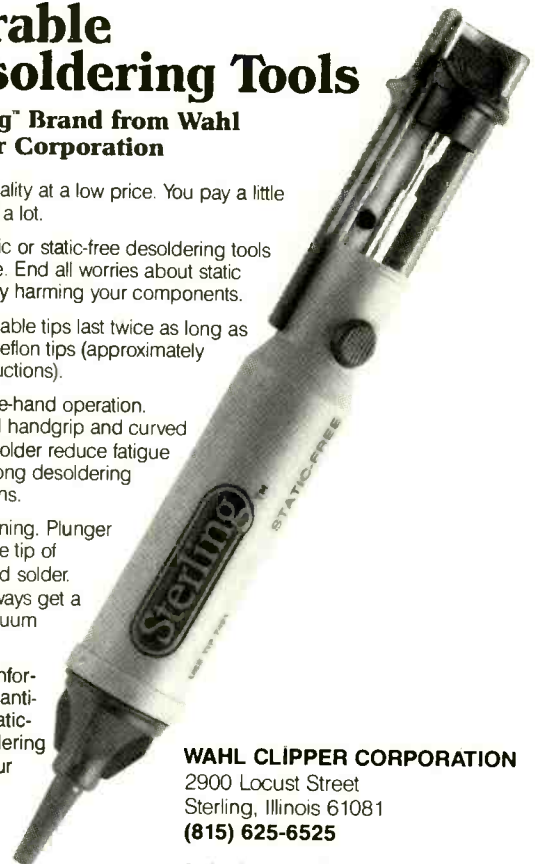 rable
soldering Tools
g™ Brand from Wahl
r Corporation
ality at a low price. You pay a little
a lot.
ic or static-free desoldering tools
e. End all worries about static
y harming your components.
able tips last twice as long as
eflon tips (approximately
uctions).
e-hand operation.
l handgrip and curved
older reduce fatigue
ong desoldering
ns.
ning. Plunger
e tip of
d solder.
ways get a
uum
nfor-
anti-
atic-
dering
ur
STATIC-FREE
Sterling™
WAHL CLIPPER CORPORATION
2900 Locust Street
Sterling, Illinois 61081
(815) 625-6525